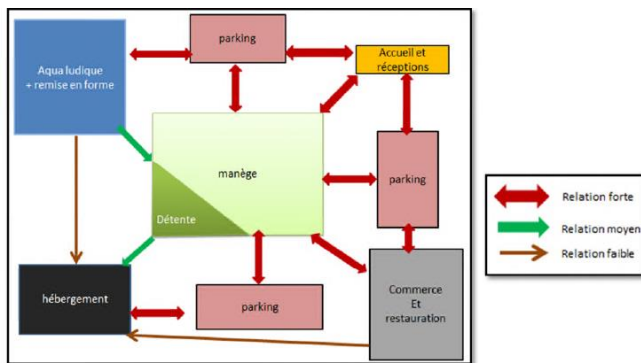 parking
Accueil et
réceptions
Aqua ludique
+ remise en forme
manège
parking
Détente
hébergement
parking
Commerce
Et
restauration
Relation forte
Relation moyen
Relation faible